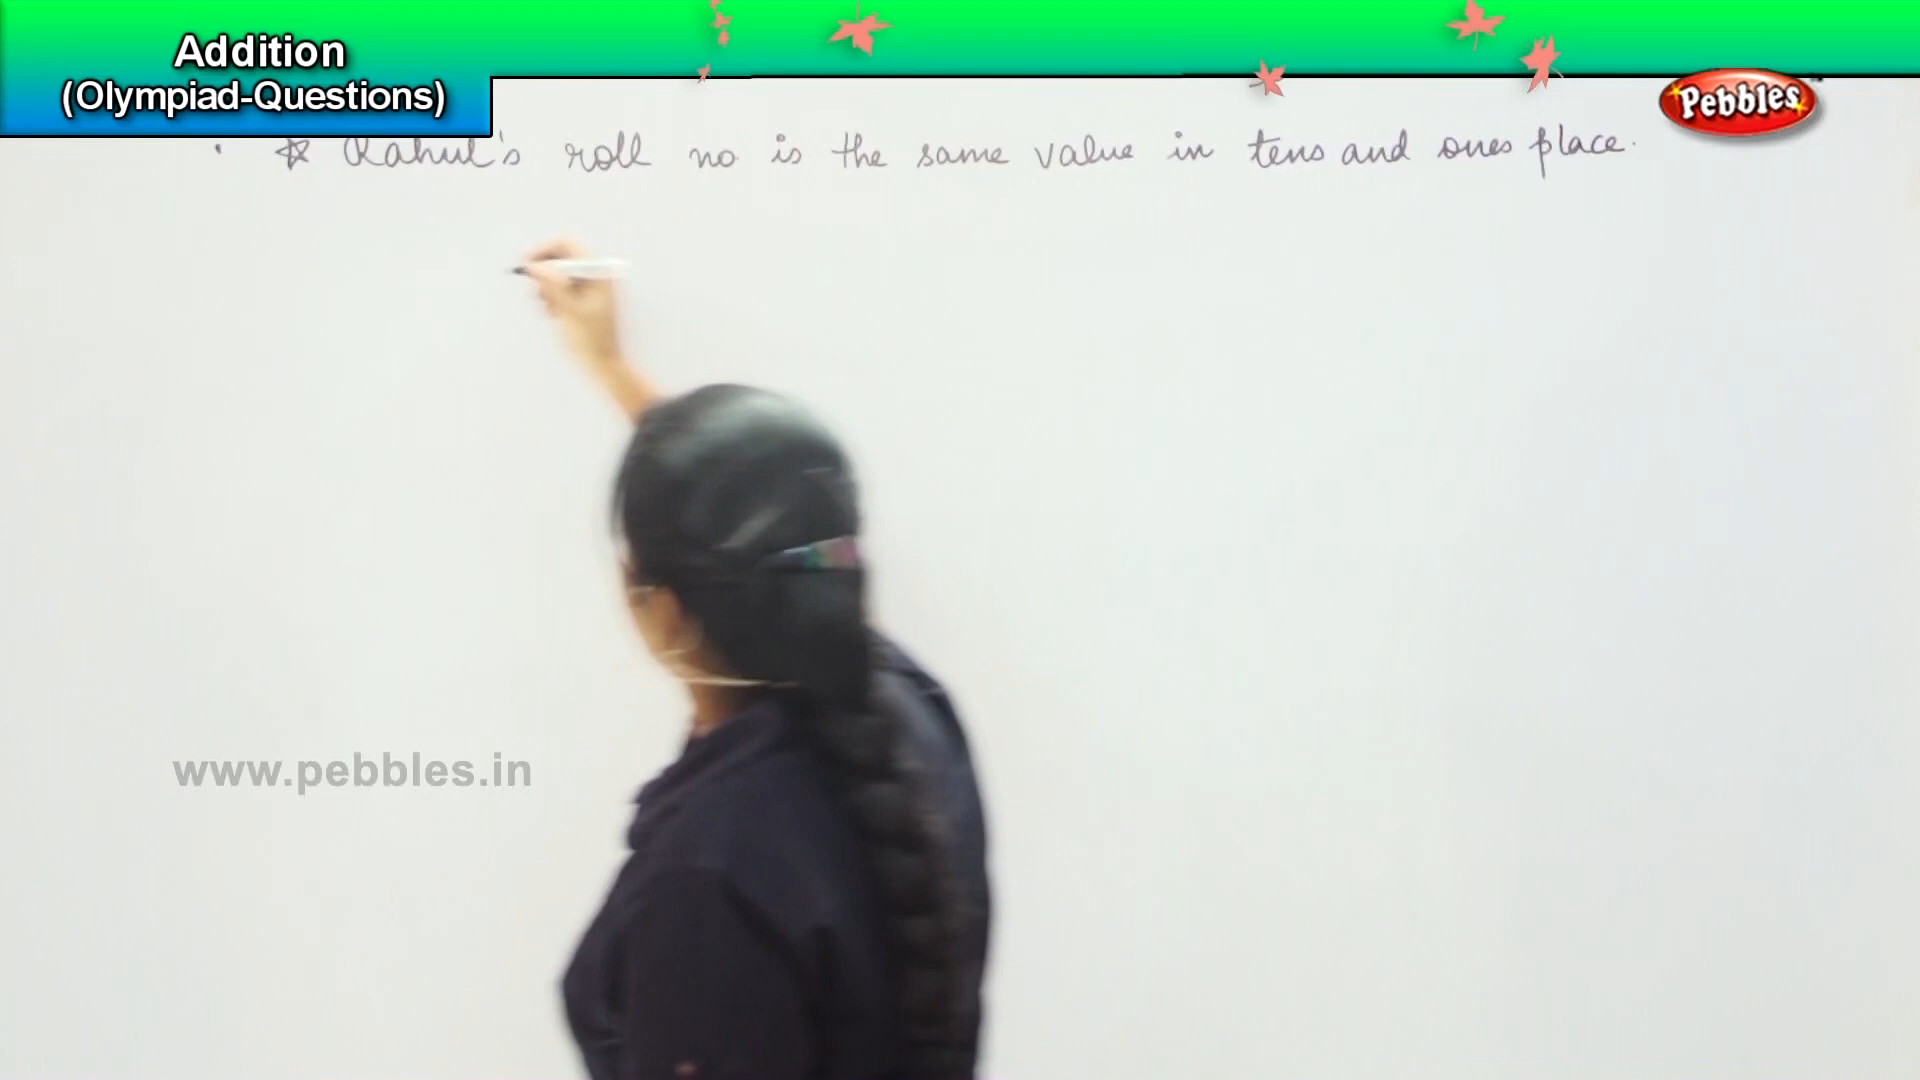 Addition
(Olympiad-Questions)
Pebbles
☆ Rahul's roll no is the same value in tens and ones place.
www.pebbles.in